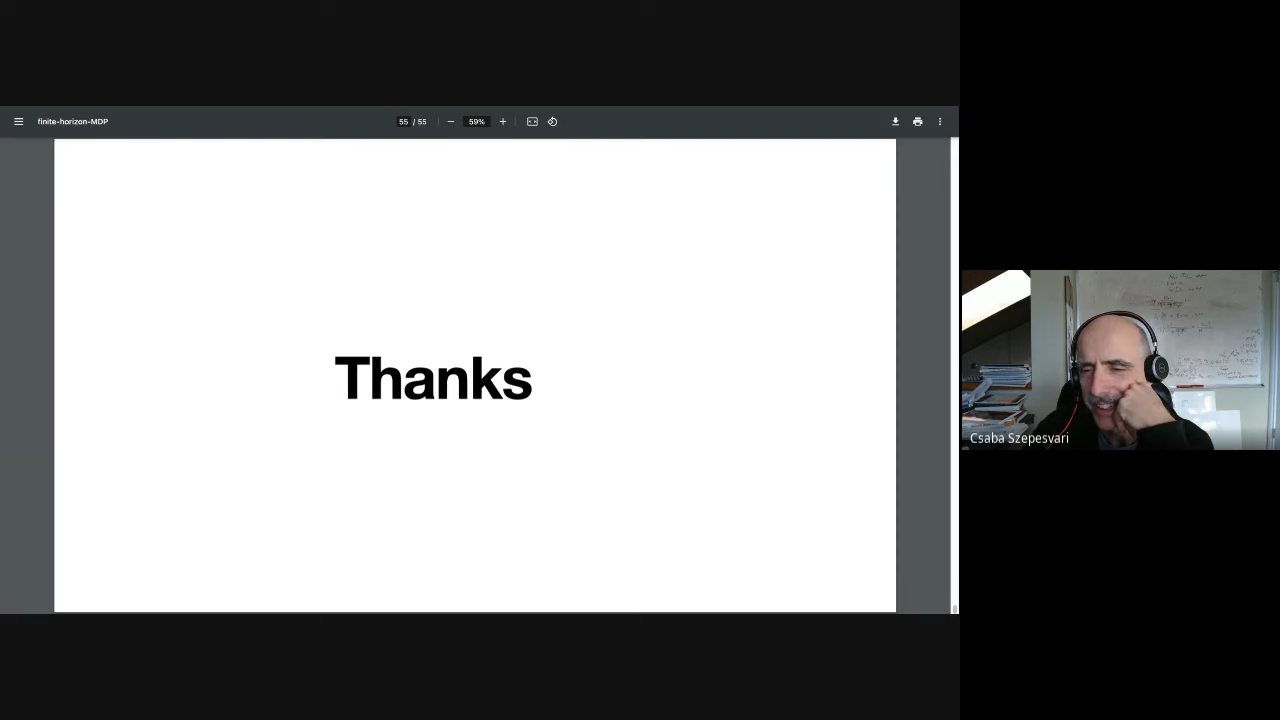 finite-horizon-MDP
55 / 55
59%
Thanks
Csaba Szepesvari